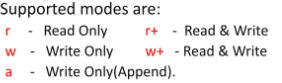 Supported modes are:
r - Read Only r+ - Read & Write
w - Write Only w+ - Read & Write
a - Write Only(Append).